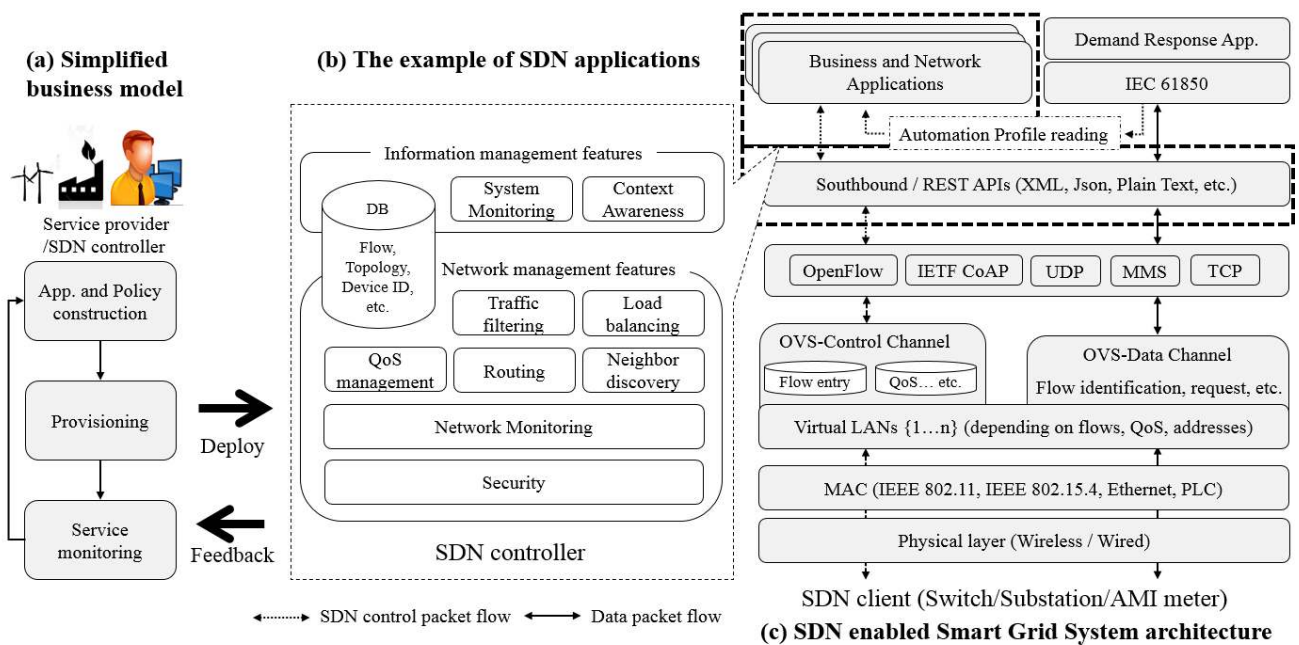 (a) Simplified
business model
Service provider
/SDN controller
App. and Policy
construction
Provisioning
Service
monitoring
Deploy
Feedback
(b) The example of SDN applications
Information management features
DB
Flow,
Topology,
Device ID,
etc.
System
Monitoring
Context
Awareness
Network management features
Traffic
filtering
Load
balancing
QoS
management
Routing
Neighbor
discovery
Network Monitoring
Security
SDN controller
SDN control packet flow
Data packet flow
Business and Network
Applications
Demand Response App.
IEC 61850
Automation Profile reading
Southbound / REST APIs (XML, Json, Plain Text, etc.)
OpenFlow
IETF CoAP
UDP
MMS
TCP
OVS-Control Channel
Flow entry
QoS… etc.
OVS-Data Channel
Flow identification, request, etc.
Virtual LANs {1…n} (depending on flows, QoS, addresses)
MAC (IEEE 802.11, IEEE 802.15.4, Ethernet, PLC)
Physical layer (Wireless / Wired)
SDN client (Switch/Substation/AMI meter)
(c) SDN enabled Smart Grid System architecture